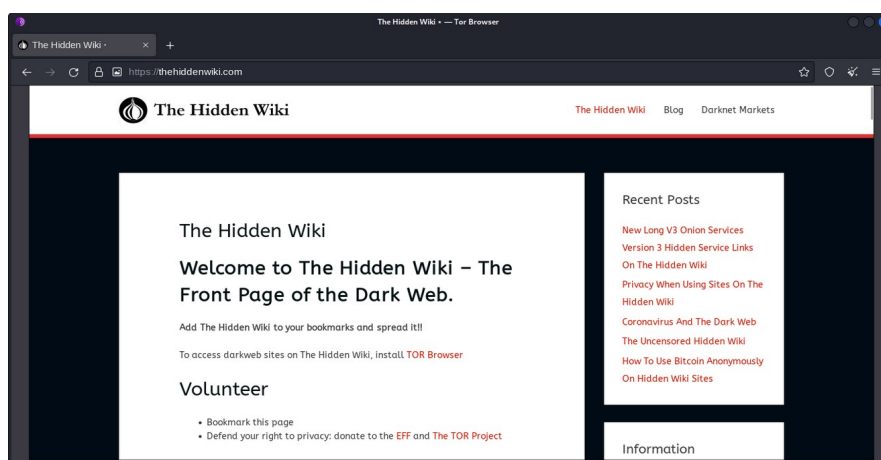 The Hidden Wiki • — Tor Browser
The Hidden Wiki •
https://thehiddenwiki.com
The Hidden Wiki
The Hidden Wiki Blog Darknet Markets
The Hidden Wiki
Welcome to The Hidden Wiki – The
Front Page of the Dark Web.
Add The Hidden Wiki to your bookmarks and spread it!!
To access darkweb sites on The Hidden Wiki, install TOR Browser
Volunteer
• Bookmark this page
• Defend your right to privacy: donate to the EFF and The TOR Project
Recent Posts
New Long V3 Onion Services
Version 3 Hidden Service Links
On The Hidden Wiki
Privacy When Using Sites On The
Hidden Wiki
Coronavirus And The Dark Web
The Uncensored Hidden Wiki
How To Use Bitcoin Anonymously
On Hidden Wiki Sites
Information